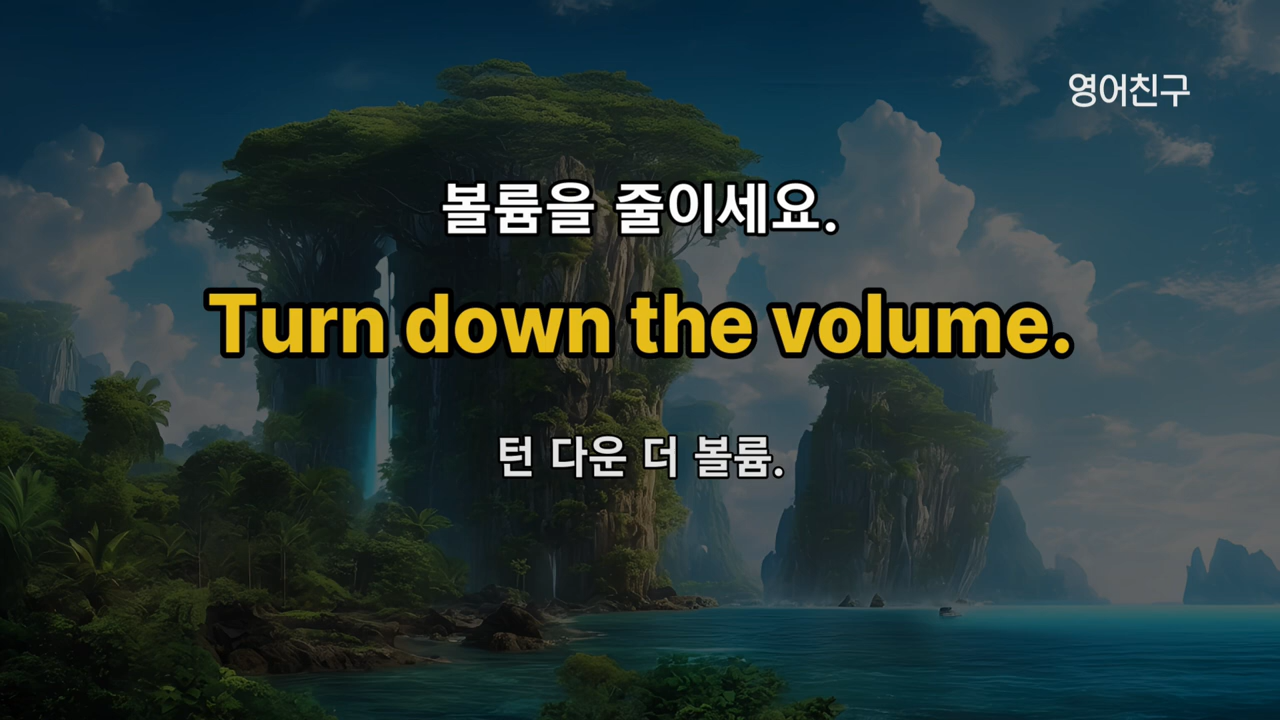 영어친구
볼륨을 줄이세요.
Turn down the volume.
턴 다운 더 볼륨.